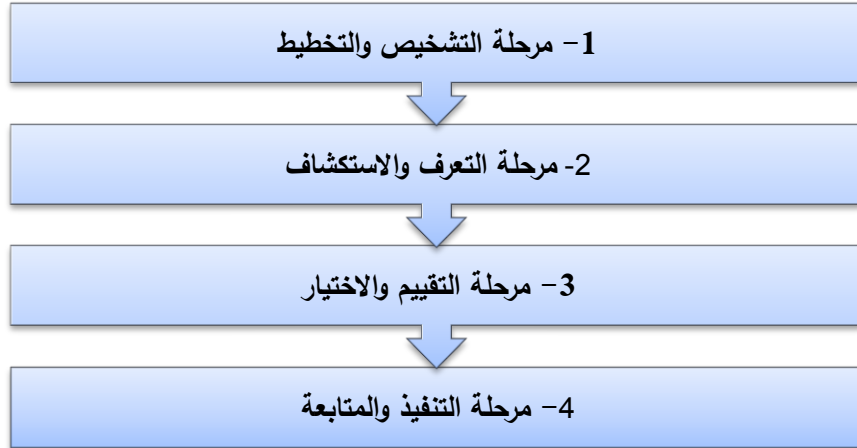 1- مرحلة التشخيص والتخطيط
2- مرحلة التعرف والاستكشاف
3- مرحلة التقييم والاختيار
4- مرحلة التنفيذ والمتابعة